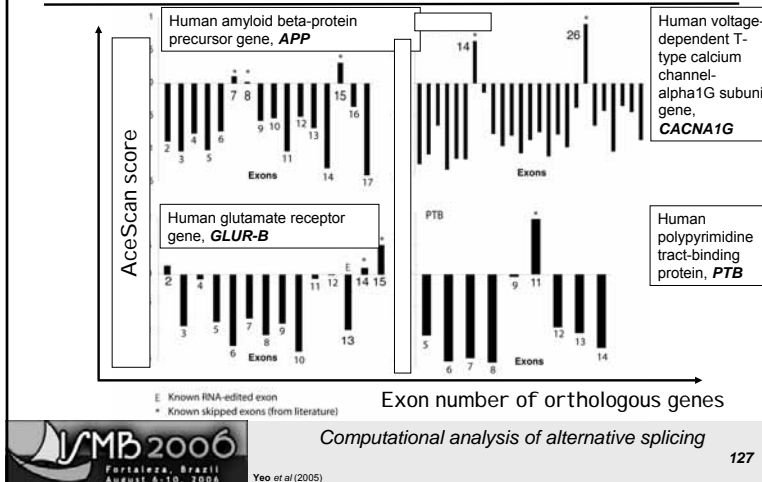 Human amyloid beta-protein
precursor gene, APP
Human voltage-
dependent T-
type calcium
channel-
alpha1G subuni
gene,
CACNA1G
14
*
26
*
*
*
*
7
8
15
2
3
4
5
6
9
10
11
12
13
14
16
17
Exons
Exons
AceScan score
Human glutamate receptor
gene, GLUR-B
PTB
Human
polypyrimidine
tract-binding
protein, PTB
*
*
*
E
2
3
4
5
6
7
8
9
10
11
12
13
14
15
Exons
5
6
7
8
9
11
12
13
14
Exons
E Known RNA-edited exon
* Known skipped exons (from literature)
Exon number of orthologous genes
ISMB 2006
Fortaleza, Brazil
August 6-10, 2006
Computational analysis of alternative splicing
127
Yeo et al (2005)